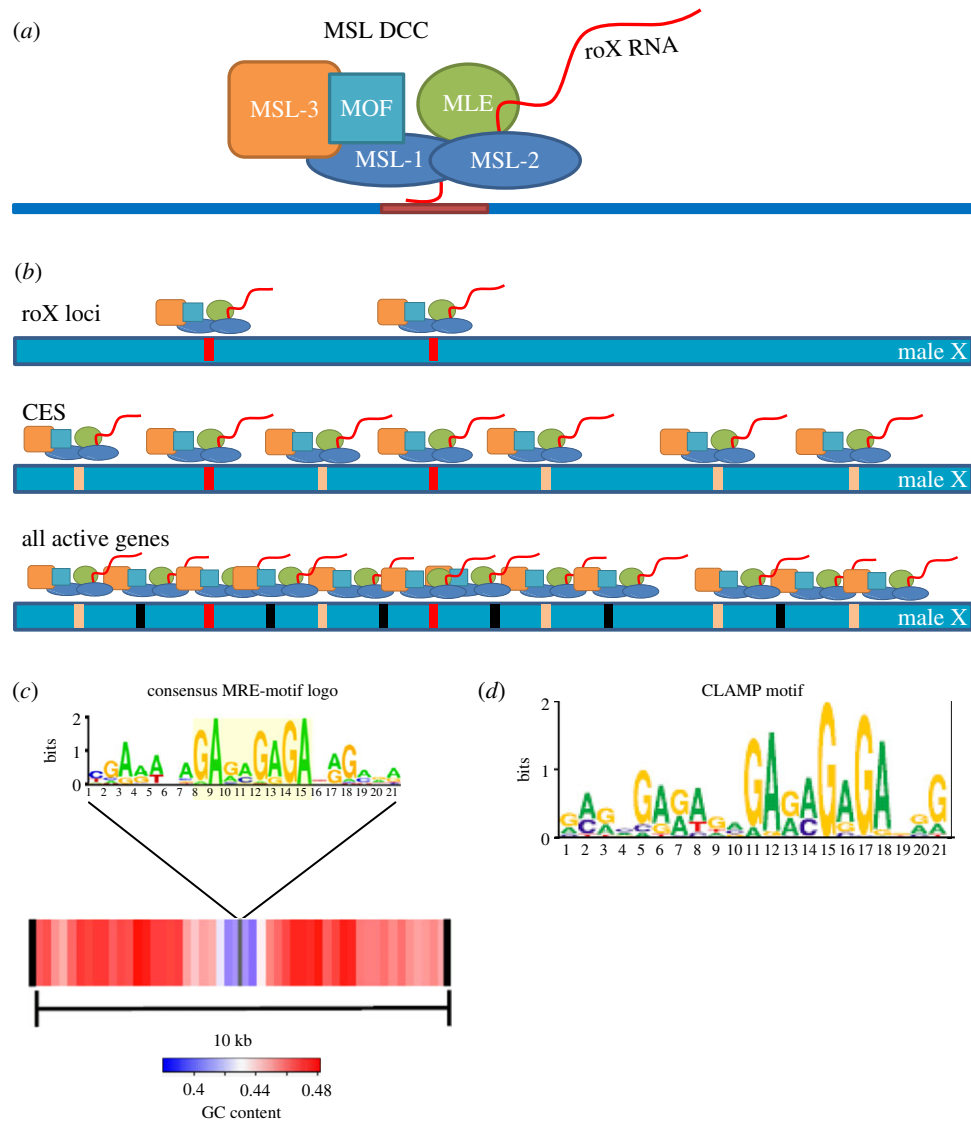 (a)
MSL DCC
roX RNA
MSL-3
MOF
MLE
MSL-1
MSL-2
(b)
roX loci
male X
CES
male X
all active genes
male X
(c)
consensus MRE-motif logo
2
1
0
bits
1 2 3 4 5 6 7 8 9 10 11 12 13 14 15 16 17 18 19 20 21
10 kb
0.4 0.44 0.48
GC content
(d)
CLAMP motif
2
1
0
bits
1 2 3 4 5 6 7 8 9 10 11 12 13 14 15 16 17 18 19 20 21